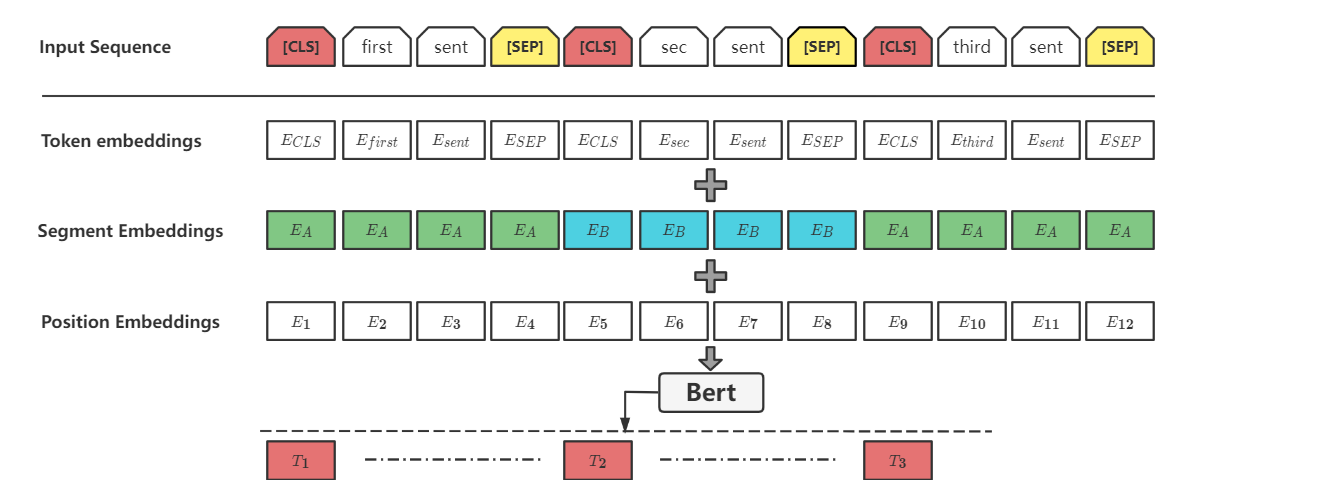 Input Sequence [CLS] first sent [SEP] [CLS] sec sent [SEP] [CLS] third sent [SEP]
Token embeddings E_CLS E_first E_sent E_SEP E_CLS E_sec E_sent E_SEP E_CLS E_third E_sent E_SEP
Segment Embeddings E_A E_A E_A E_A E_B E_B E_B E_B E_A E_A E_A E_A
Position Embeddings E_1 E_2 E_3 E_4 E_5 E_6 E_7 E_8 E_9 E_10 E_11 E_12
Bert
T_1 T_2 T_3